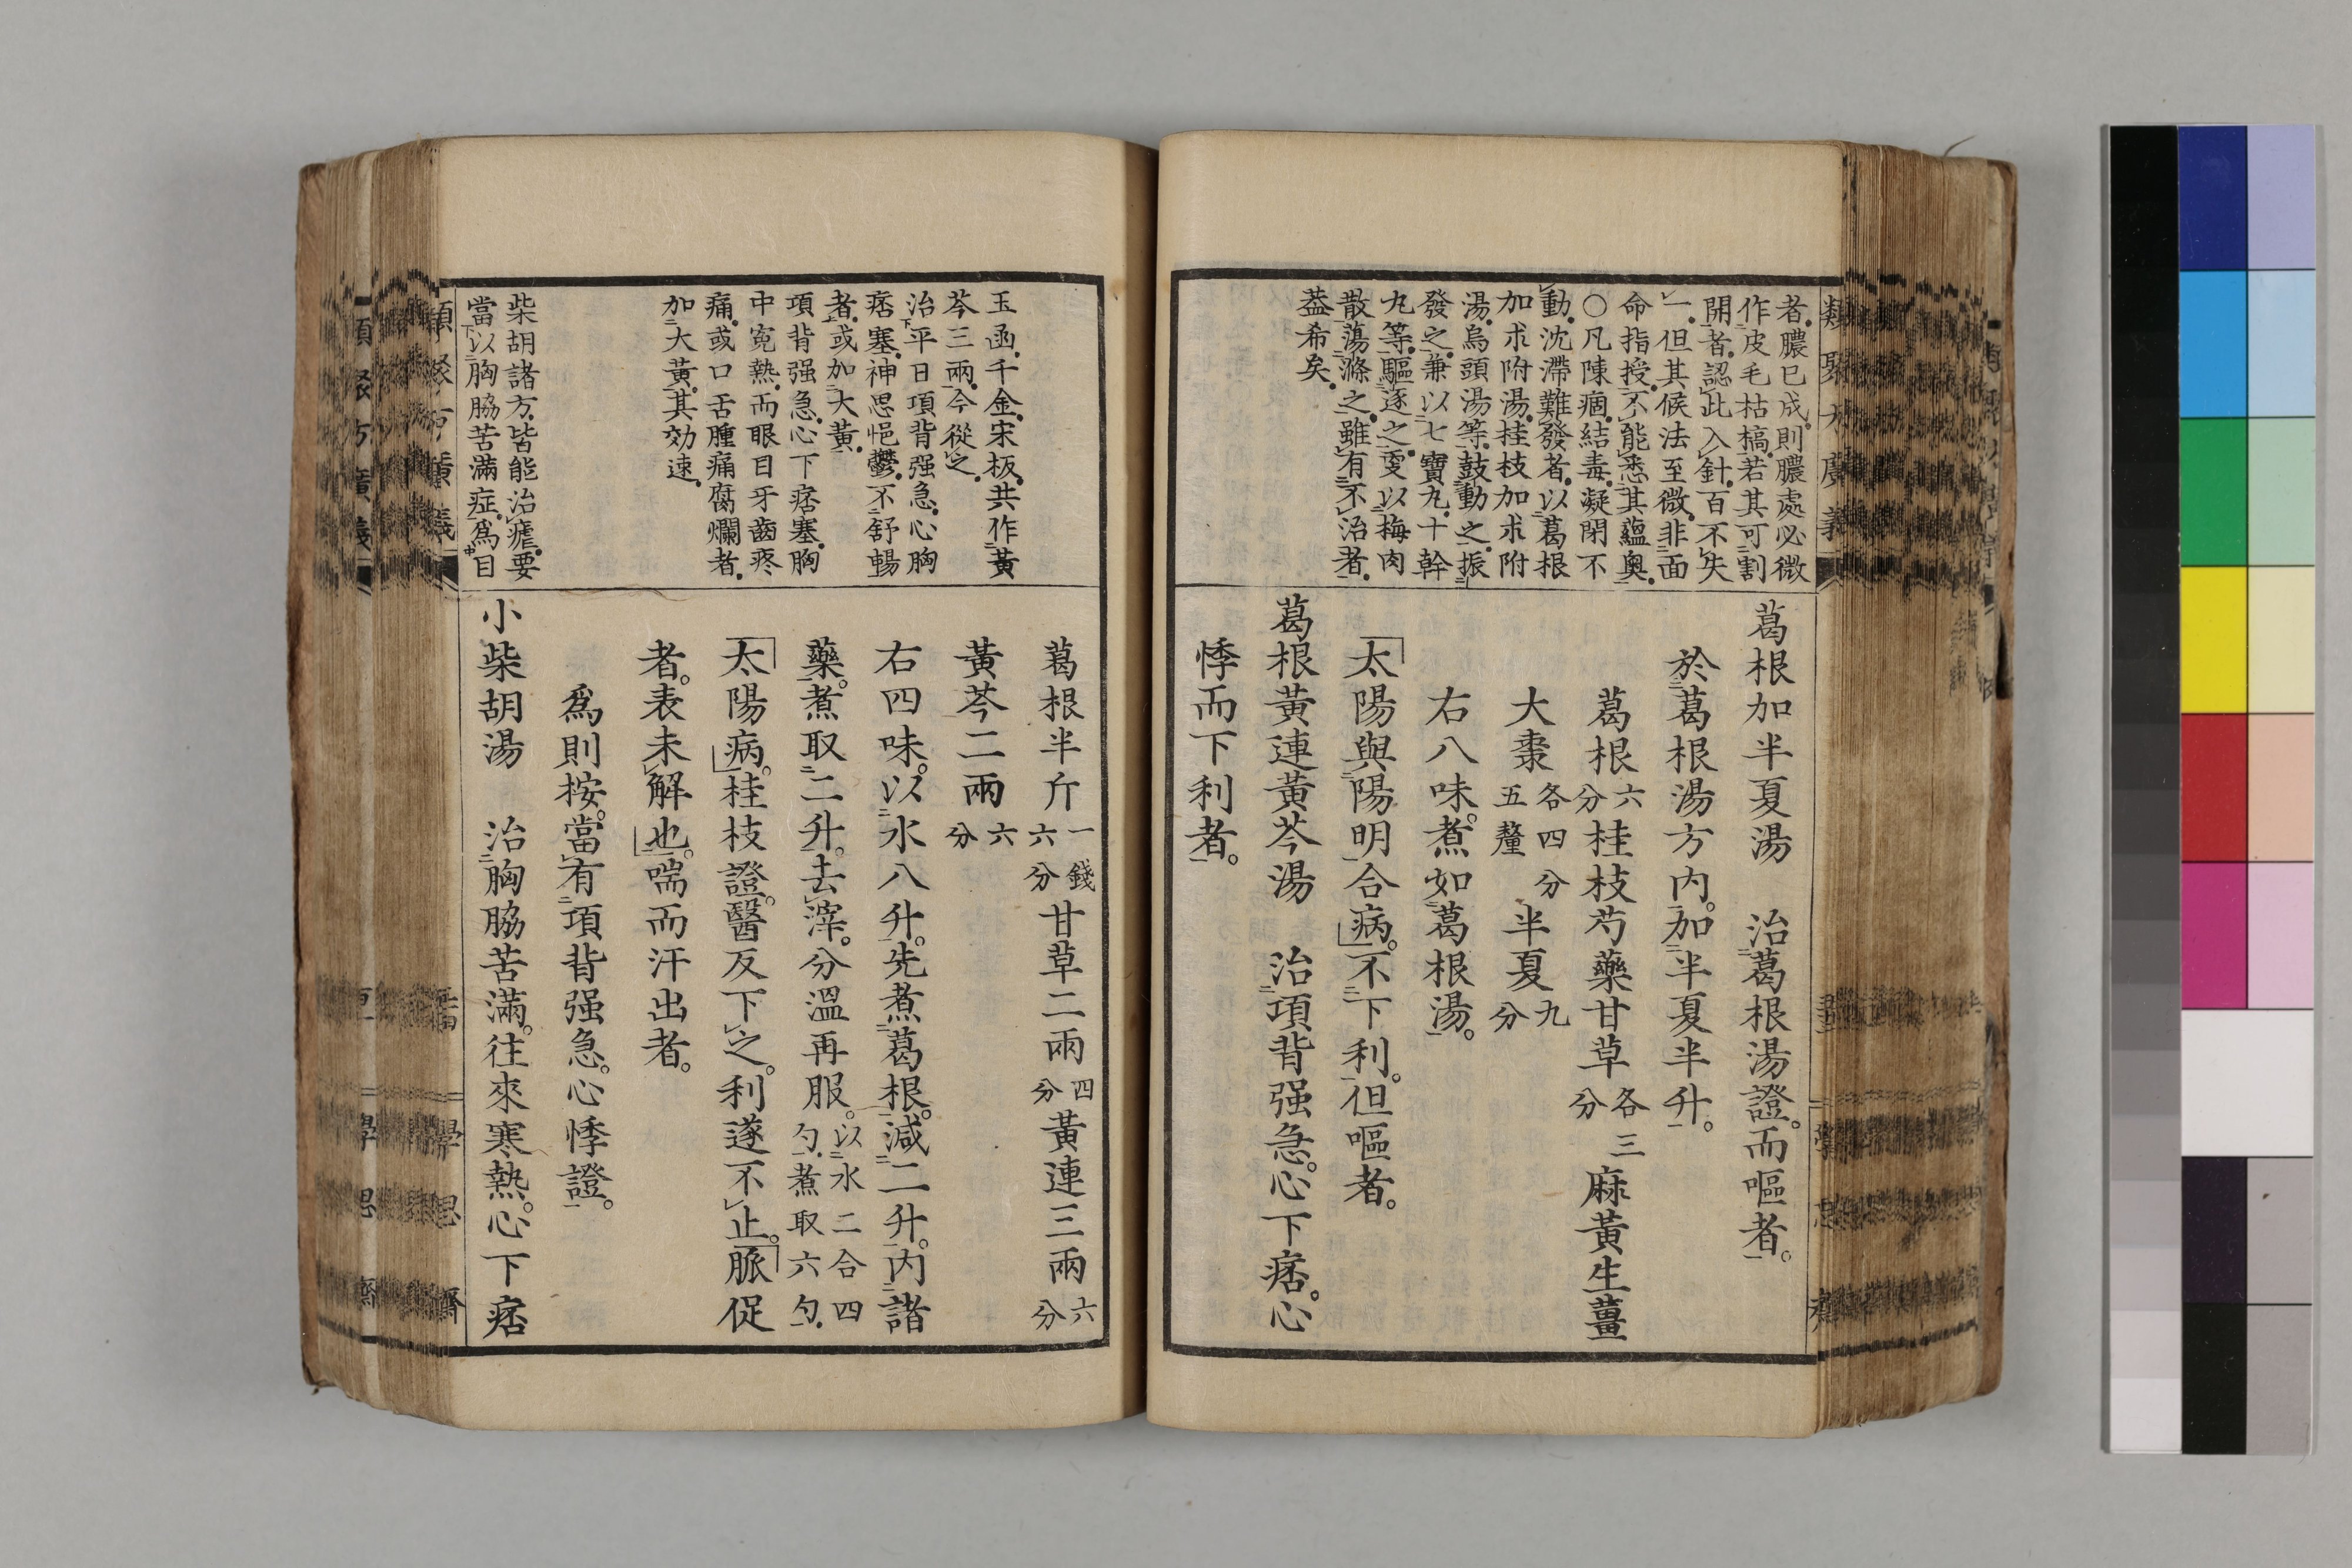 者。膿已成。則膿處必微
作皮毛枯槁。若其可割
開者。認此入針。百不失
一。但其候法至微。非面
命指授。不能悉其蘊奥。
○凡陳痼。結毒。凝閉不
動。沈滯難發者。以葛根
加朮附湯。桂枝加朮附
湯。烏頭湯等。鼓動之。振
發之。兼以七寶丸。十幹
丸等。驅逐之。更以梅肉
散蕩滌之。雖有不治者。
葢希矣。
葛根加半夏湯　治葛根湯證。而嘔者。
於葛根湯方內。加半夏半升。
葛根六分桂枝芍藥甘草各三分麻黃生薑
大棗各四分五釐半夏九分
右八味。煮如葛根湯。
太陽與陽明合病。不下利。但嘔者。
葛根黃連黃芩湯　治項背强急。心下痞。心
悸而下利者。
玉函。千金。宋板。共作黃
芩三兩。今從之。
治平日項背强急。心胸
痞塞。神思悒鬱。不舒暢
者。或加大黃。
項背强急。心下痞塞。胸
中冤熱。而眼目牙齒疼
痛。或口舌腫痛腐爛者。
加大黃。其効速。
柴胡諸方。皆能治瘧。要
當以胸脇苦滿症。爲目
葛根半斤一錢六分甘草二兩四分黃連三兩六分
黃芩二兩六分
右四味。以水八升。先煮葛根。減二升。內諸
藥。煮取二升。去滓。分溫再服。以水二合四勺。煮取六勺。
太陽病。桂枝證。醫反下之。利遂不止。脈促
者。表未解也。喘而汗出者。
爲則按。當有項背强急。心悸證。
小柴胡湯　治胸脇苦滿。往來寒熱。心下痞